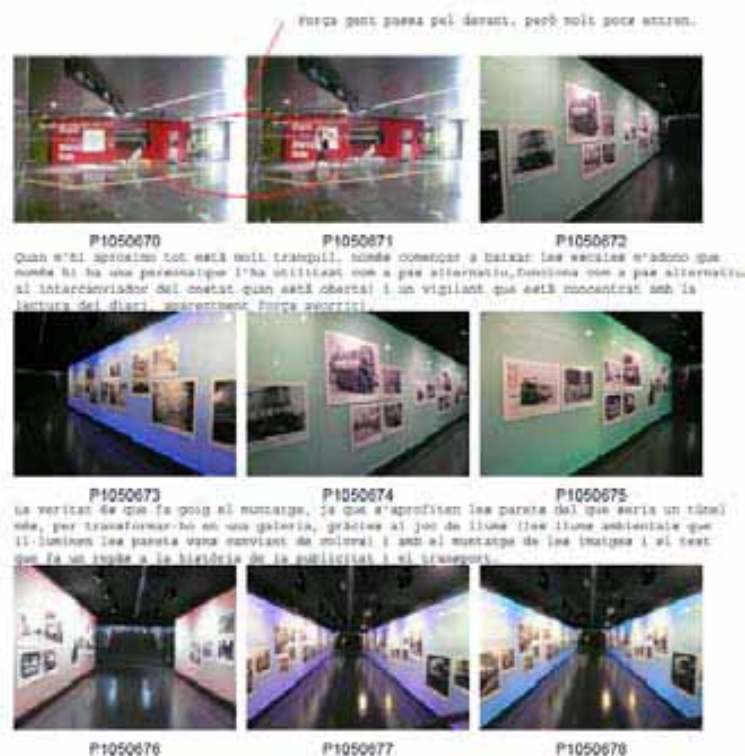 Força gent passa pel davant, però molt pocs entren.
P1050670 P1050671 P1050672
Quan m'hi aproximo tot està molt tranquil, només començar a baixar les escales m'adono que
només hi ha una persona(que l'ha utilitzat com a pas alternatiu, funciona com a pas alternatiu
al intercanviador del costat quan està oberta) i un vigilant que està concentrat amb la
lectura del diari, aparentment força avorrit.
P1050673 P1050674 P1050675
La veritat és que fa goig el muntatge, ja que s'aprofiten les parets del que seria un túnel
més, per transformar-ho en una galeria, gràcies al joc de llums (les llums ambientals que
il·luminen les parets vans canviant de colors) i amb el muntatge de les imatges i el text
que fa un repàs a la història de la publicitat i el transport.
P1050676 P1050677 P1050678